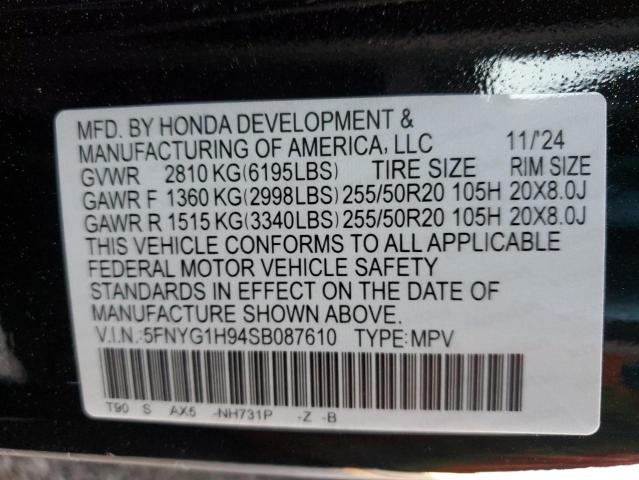 MFD. BY HONDA DEVELOPMENT &
MANUFACTURING OF AMERICA, LLC 11/'24
GVWR 2810 KG(6195LBS) TIRE SIZE RIM SIZE
GAWR F 1360 KG(2998LBS) 255/50R20 105H 20X8.0J
GAWR R 1515 KG(3340LBS) 255/50R20 105H 20X8.0J
THIS VEHICLE CONFORMS TO ALL APPLICABLE
FEDERAL MOTOR VEHICLE SAFETY
STANDARDS IN EFFECT ON THE DATE OF
MANUFACTURE SHOWN ABOVE.
V.I.N.:5FNYG1H94SB087610 TYPE:MPV
T90 S AX5 -NH731P -Z -B